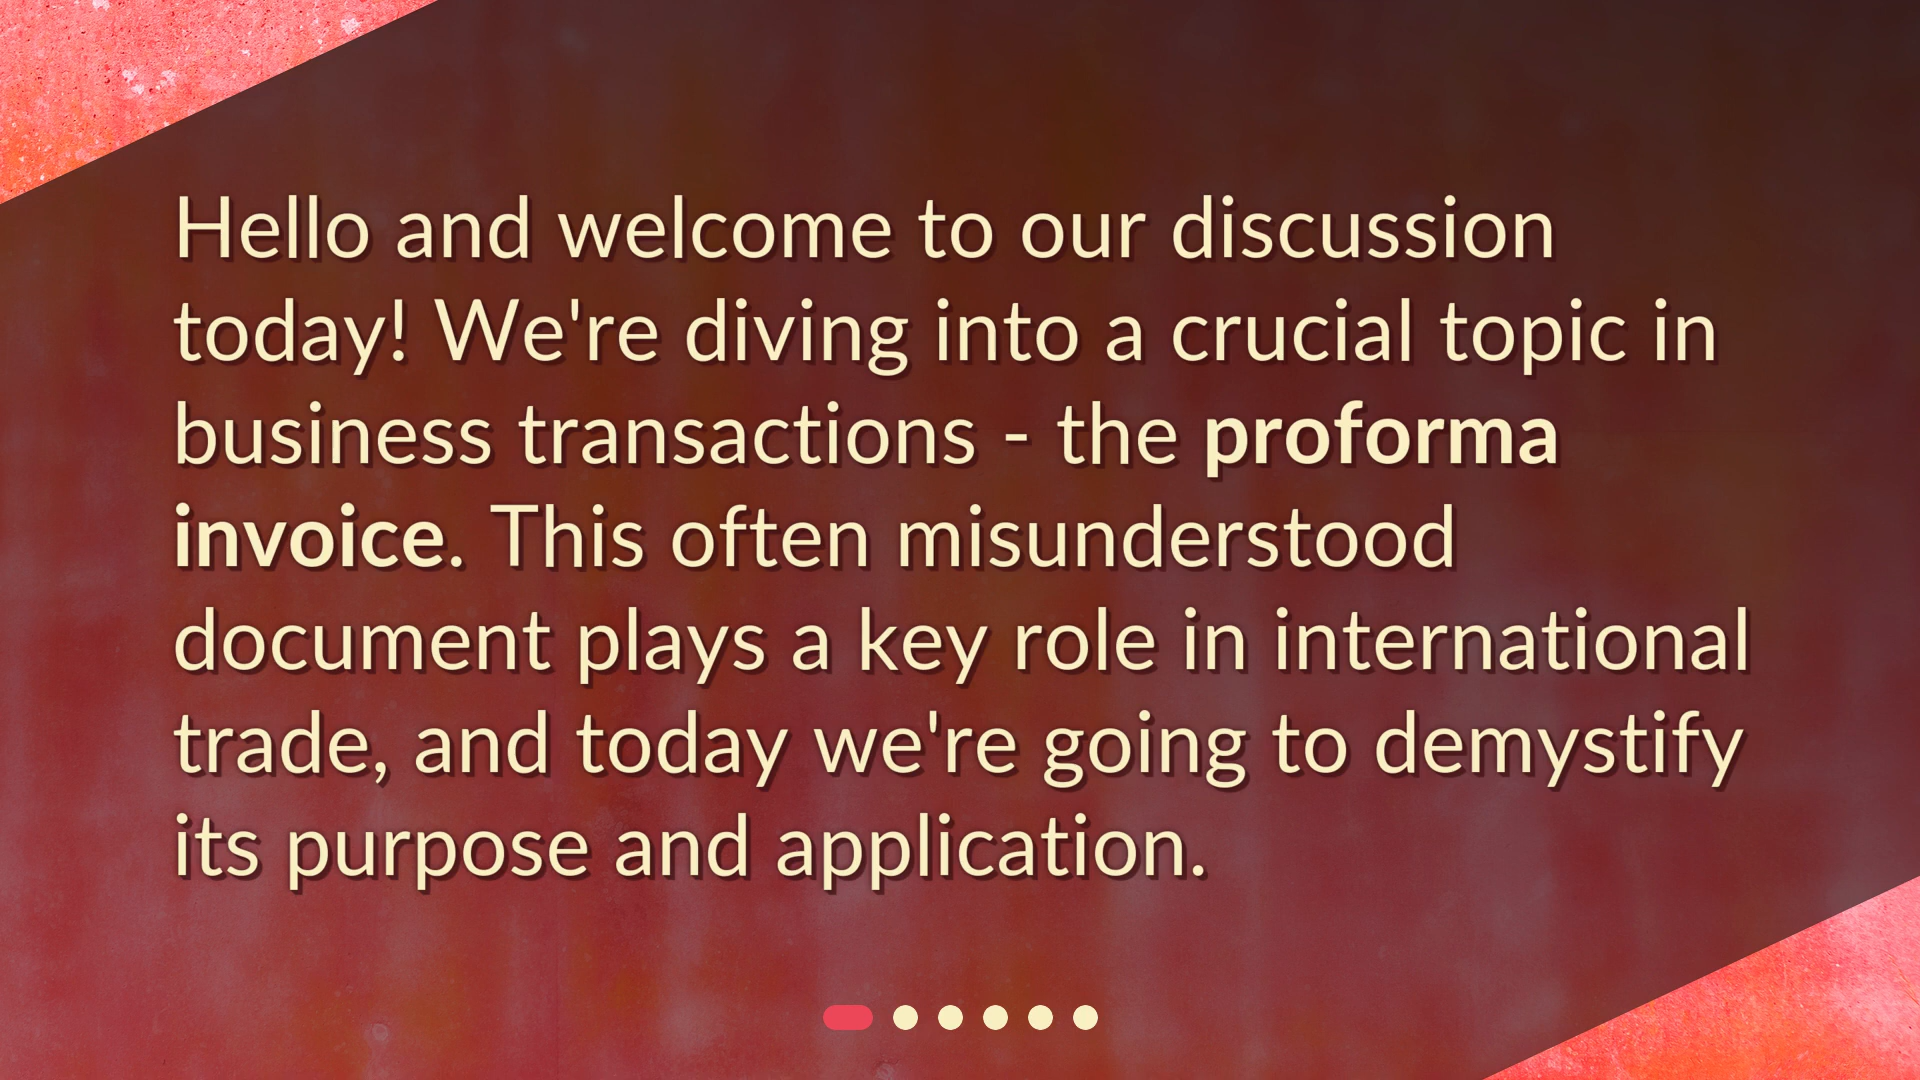 Hello and welcome to our discussion
today! We're diving into a crucial topic in
business transactions - the proforma
invoice. This often misunderstood
document plays a key role in international
trade, and today we're going to demystify
its purpose and application.